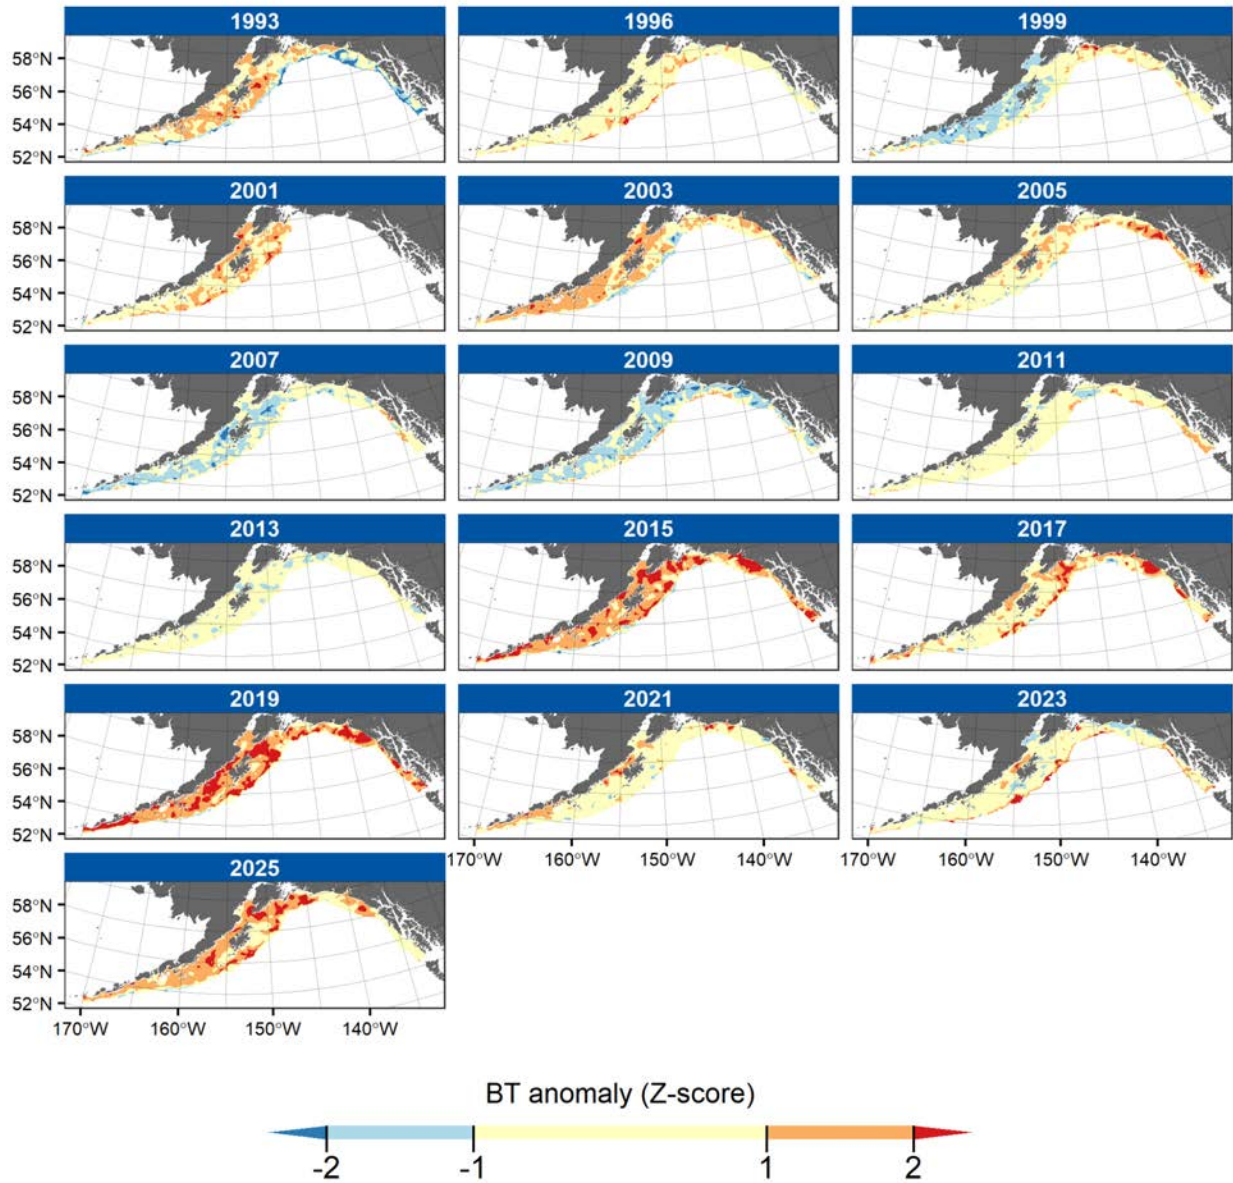 1993 1996 1999
58°N
56°N
54°N
52°N
2001 2003 2005
58°N
56°N
54°N
52°N
2007 2009 2011
58°N
56°N
54°N
52°N
2013 2015 2017
58°N
56°N
54°N
52°N
2019 2021 2023
58°N
56°N
54°N
52°N
170°W 160°W 150°W 140°W 170°W 160°W 150°W 140°W
2025
58°N
56°N
54°N
52°N
170°W 160°W 150°W 140°W
BT anomaly (Z-score)
-2 -1 1 2